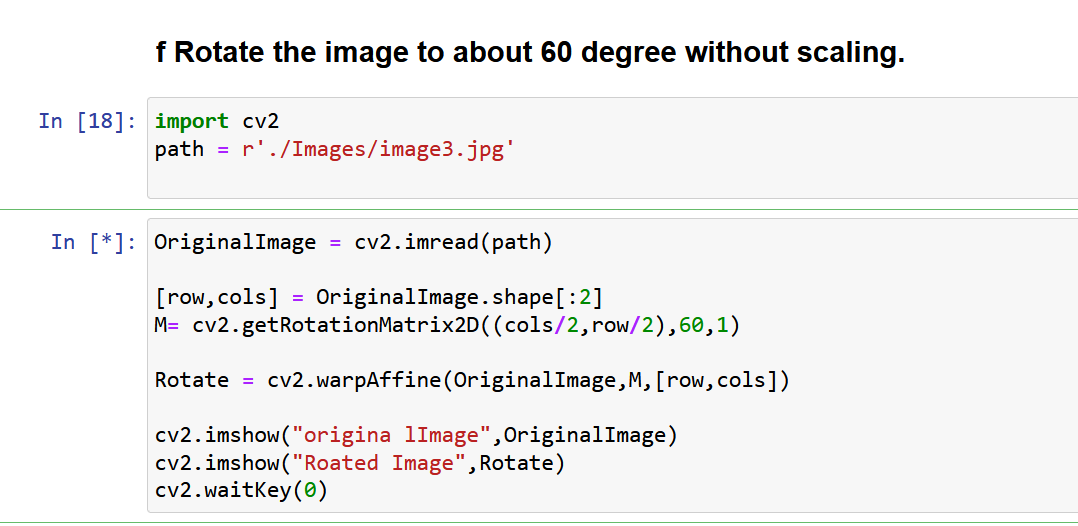 f Rotate the image to about 60 degree without scaling.
In [18]: import cv2
path = r'./Images/image3.jpg'
In [*]: OriginalImage = cv2.imread(path)
[row,cols] = OriginalImage.shape[:2]
M= cv2.getRotationMatrix2D((cols/2,row/2),60,1)
Rotate = cv2.warpAffine(OriginalImage,M,[row,cols])
cv2.imshow("origina lImage",OriginalImage)
cv2.imshow("Roated Image",Rotate)
cv2.waitKey(0)